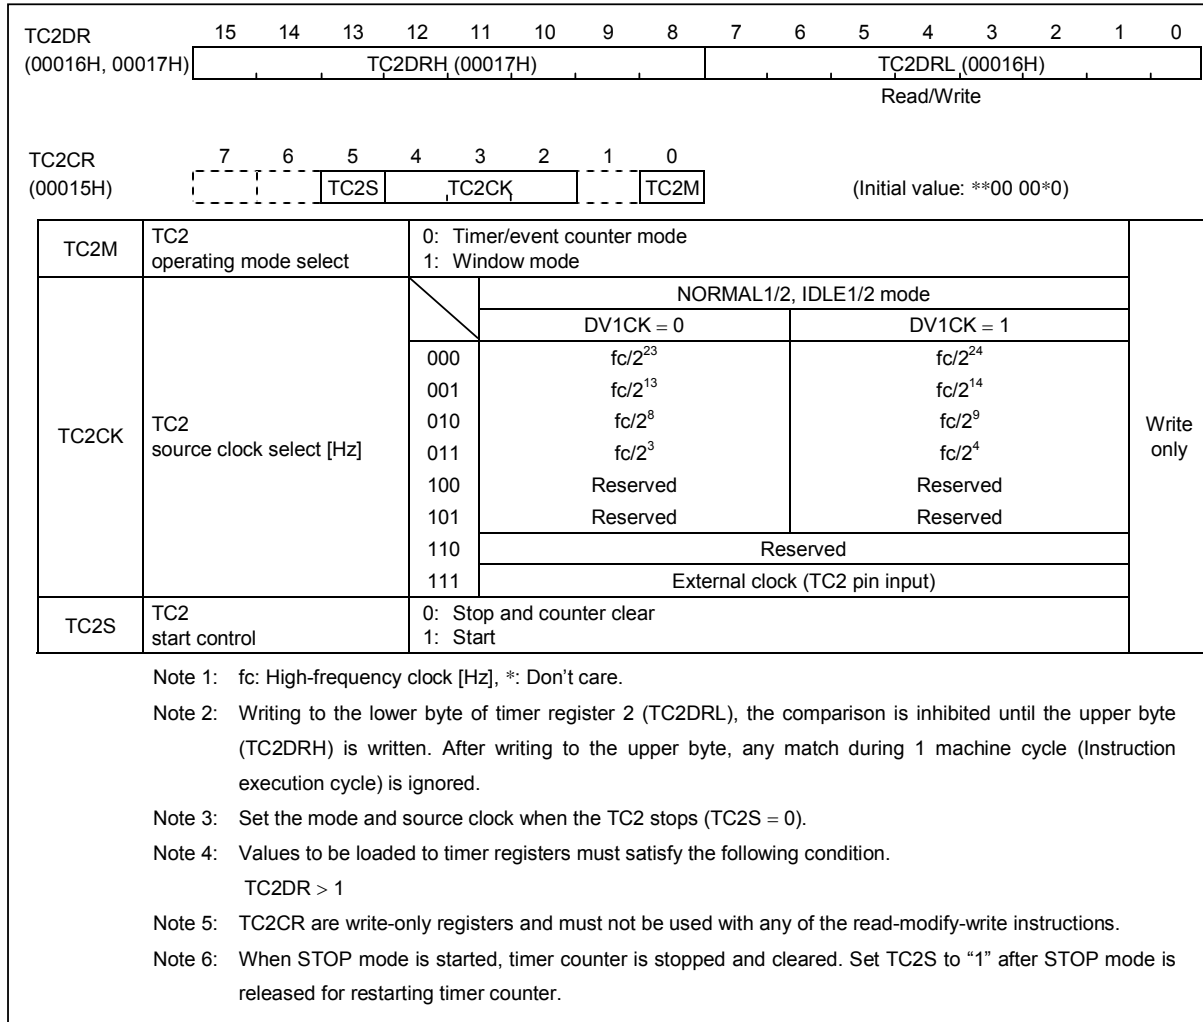 TC2DR 15 14 13 12 11 10 9 8 7 6 5 4 3 2 1 0
(00016H, 00017H) TC2DRH (00017H) TC2DRL (00016H)
Read/Write
TC2CR 7 6 5 4 3 2 1 0
(00015H) TC2S TC2CK TC2M (Initial value: **00 00*0)
TC2M TC2 operating mode select 0: Timer/event counter mode
1: Window mode
TC2CK TC2 source clock select [Hz] NORMAL1/2, IDLE1/2 mode
DV1CK = 0 DV1CK = 1
000 fc/2^23 fc/2^24
001 fc/2^13 fc/2^14
010 fc/2^8 fc/2^9
011 fc/2^3 fc/2^4
100 Reserved Reserved
101 Reserved Reserved
110 Reserved
111 External clock (TC2 pin input)
TC2S TC2 start control 0: Stop and counter clear
1: Start
Write only
Note 1: fc: High-frequency clock [Hz], *: Don't care.
Note 2: Writing to the lower byte of timer register 2 (TC2DRL), the comparison is inhibited until the upper byte
(TC2DRH) is written. After writing to the upper byte, any match during 1 machine cycle (Instruction
execution cycle) is ignored.
Note 3: Set the mode and source clock when the TC2 stops (TC2S = 0).
Note 4: Values to be loaded to timer registers must satisfy the following condition.
TC2DR > 1
Note 5: TC2CR are write-only registers and must not be used with any of the read-modify-write instructions.
Note 6: When STOP mode is started, timer counter is stopped and cleared. Set TC2S to “1” after STOP mode is
released for restarting timer counter.